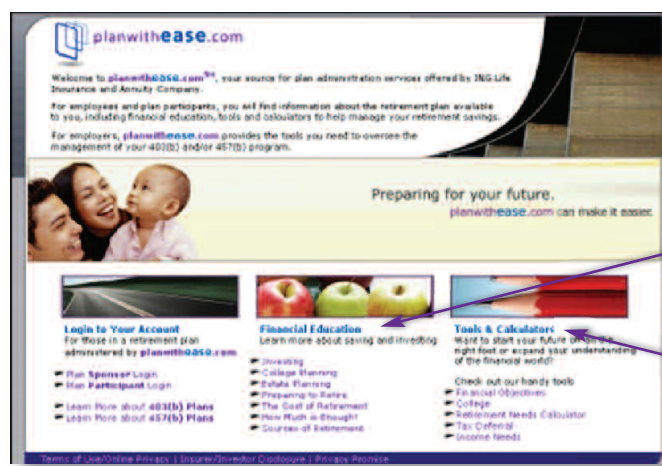 planwithease.com
Welcome to planwithease.com℠, your source for plan administration services offered by ING Life
Insurance and Annuity Company.
For employees and plan participants, you will find information about the retirement plan available
to you, including financial education, tools and calculators to help manage your retirement savings.
For employers, planwithease.com provides the tools you need to oversee the
management of your 403(b) and/or 457(b) program.
Preparing for your future.
planwithease.com can make it easier.
Login to Your Account
For those in a retirement plan
administered by planwithease.com
Plan Sponsor Login
Plan Participant Login
Learn More about 403(b) Plans
Learn More about 457(b) Plans
Financial Education
Learn more about saving and investing
Investing
College Planning
Estate Planning
Preparing to Retire
The Cost of Retirement
How Much is Enough?
Sources of Retirement
Tools & Calculators
Want to start your future off on the
right foot or expand your understanding
of the financial world?
Check out our handy tools
Financial Objectives
College
Retirement Needs Calculator
Tax Deferral
Income Needs
Terms of Use/Online Privacy | Insurer/Investor Disclosure | Privacy Promise